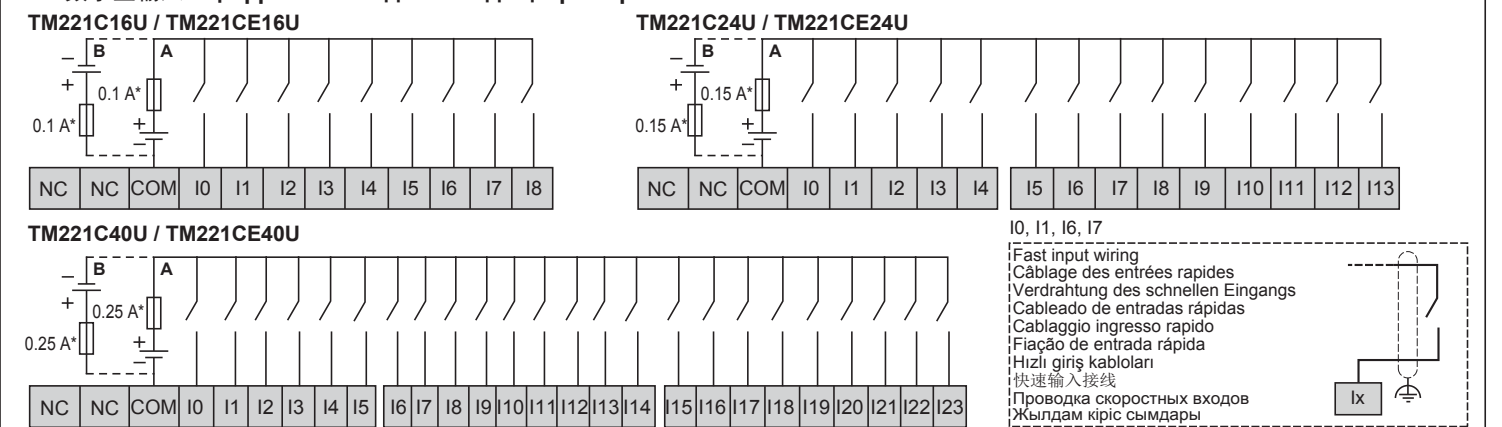 TM221C16U / TM221CE16U
B A
– +
0.1 A*
0.1 A*
+ –
NC NC COM I0 I1 I2 I3 I4 I5 I6 I7 I8
TM221C24U / TM221CE24U
B A
– +
0.15 A*
0.15 A*
+ –
NC NC COM I0 I1 I2 I3 I4 I5 I6 I7 I8 I9 I10 I11 I12 I13
TM221C40U / TM221CE40U
B A
– +
0.25 A*
0.25 A*
+ –
NC NC COM I0 I1 I2 I3 I4 I5 I6 I7 I8 I9 I10 I11 I12 I13 I14 I15 I16 I17 I18 I19 I20 I21 I22 I23
I0, I1, I6, I7
Fast input wiring
Câblage des entrées rapides
Verdrahtung des schnellen Eingangs
Cableado de entradas rápidas
Cablaggio ingresso rapido
Fiação de entrada rápida
Hızlı giriş kabloları
快速输入接线
Проводка скоростных входов
Жылдам кіріс сымдары
Ix